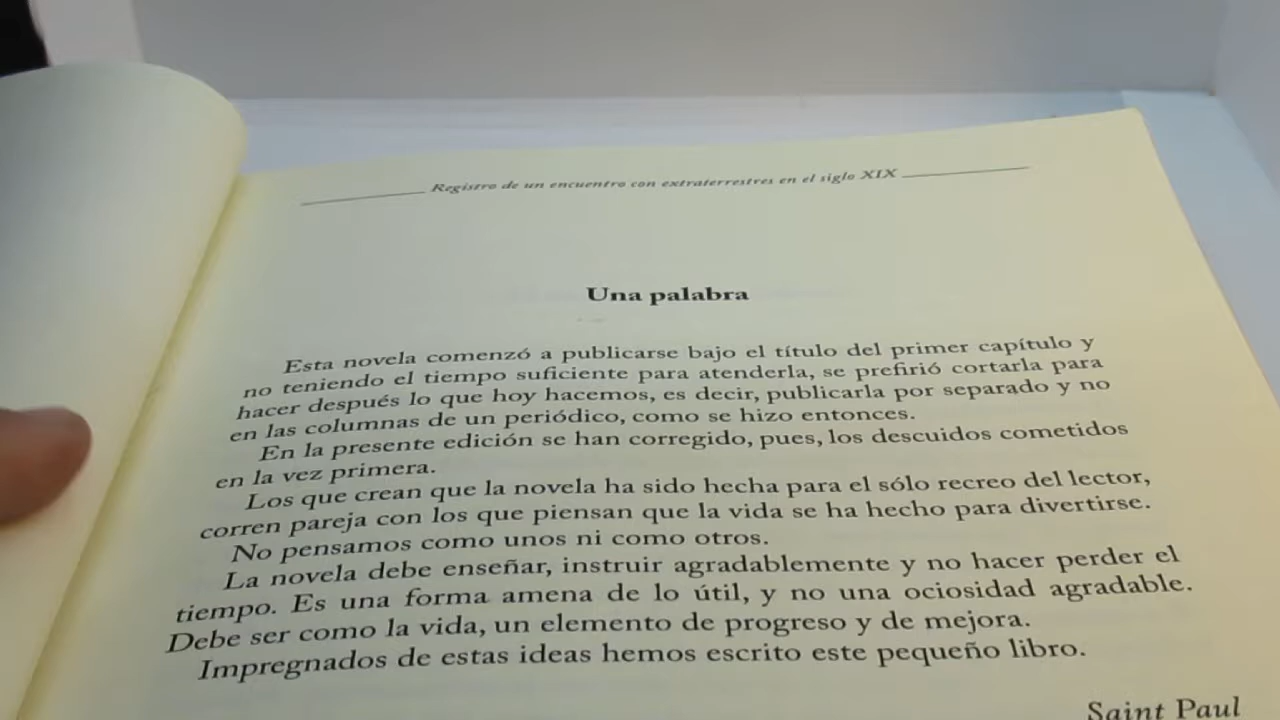 Registro de un encuentro con extraterrestres en el siglo XIX
Una palabra
Esta novela comenzó a publicarse bajo el título del primer capítulo y
no teniendo el tiempo suficiente para atenderla, se prefirió cortarla para
hacer después lo que hoy hacemos, es decir, publicarla por separado y no
en las columnas de un periódico, como se hizo entonces.
En la presente edición se han corregido, pues, los descuidos cometidos
en la vez primera.
Los que crean que la novela ha sido hecha para el sólo recreo del lector,
corren pareja con los que piensan que la vida se ha hecho para divertirse.
No pensamos como unos ni como otros.
La novela debe enseñar, instruir agradablemente y no hacer perder el
tiempo. Es una forma amena de lo útil, y no una ociosidad agradable.
Debe ser como la vida, un elemento de progreso y de mejora.
Impregnados de estas ideas hemos escrito este pequeño libro.
Saint Paul